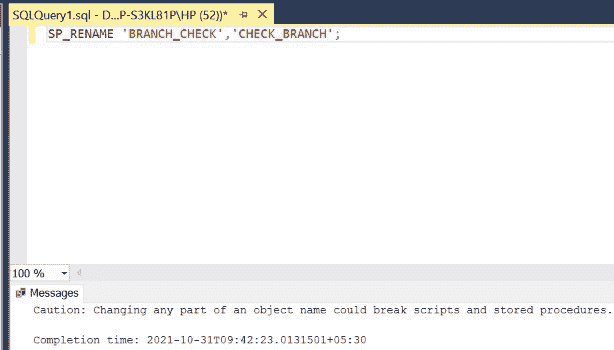 SQLQuery1.sql - D...P-S3KL81P\HP (52))*
SP_RENAME 'BRANCH_CHECK','CHECK_BRANCH';
100 %
Messages
Caution: Changing any part of an object name could break scripts and stored procedures.
Completion time: 2021-10-31T09:42:23.0131501+05:30